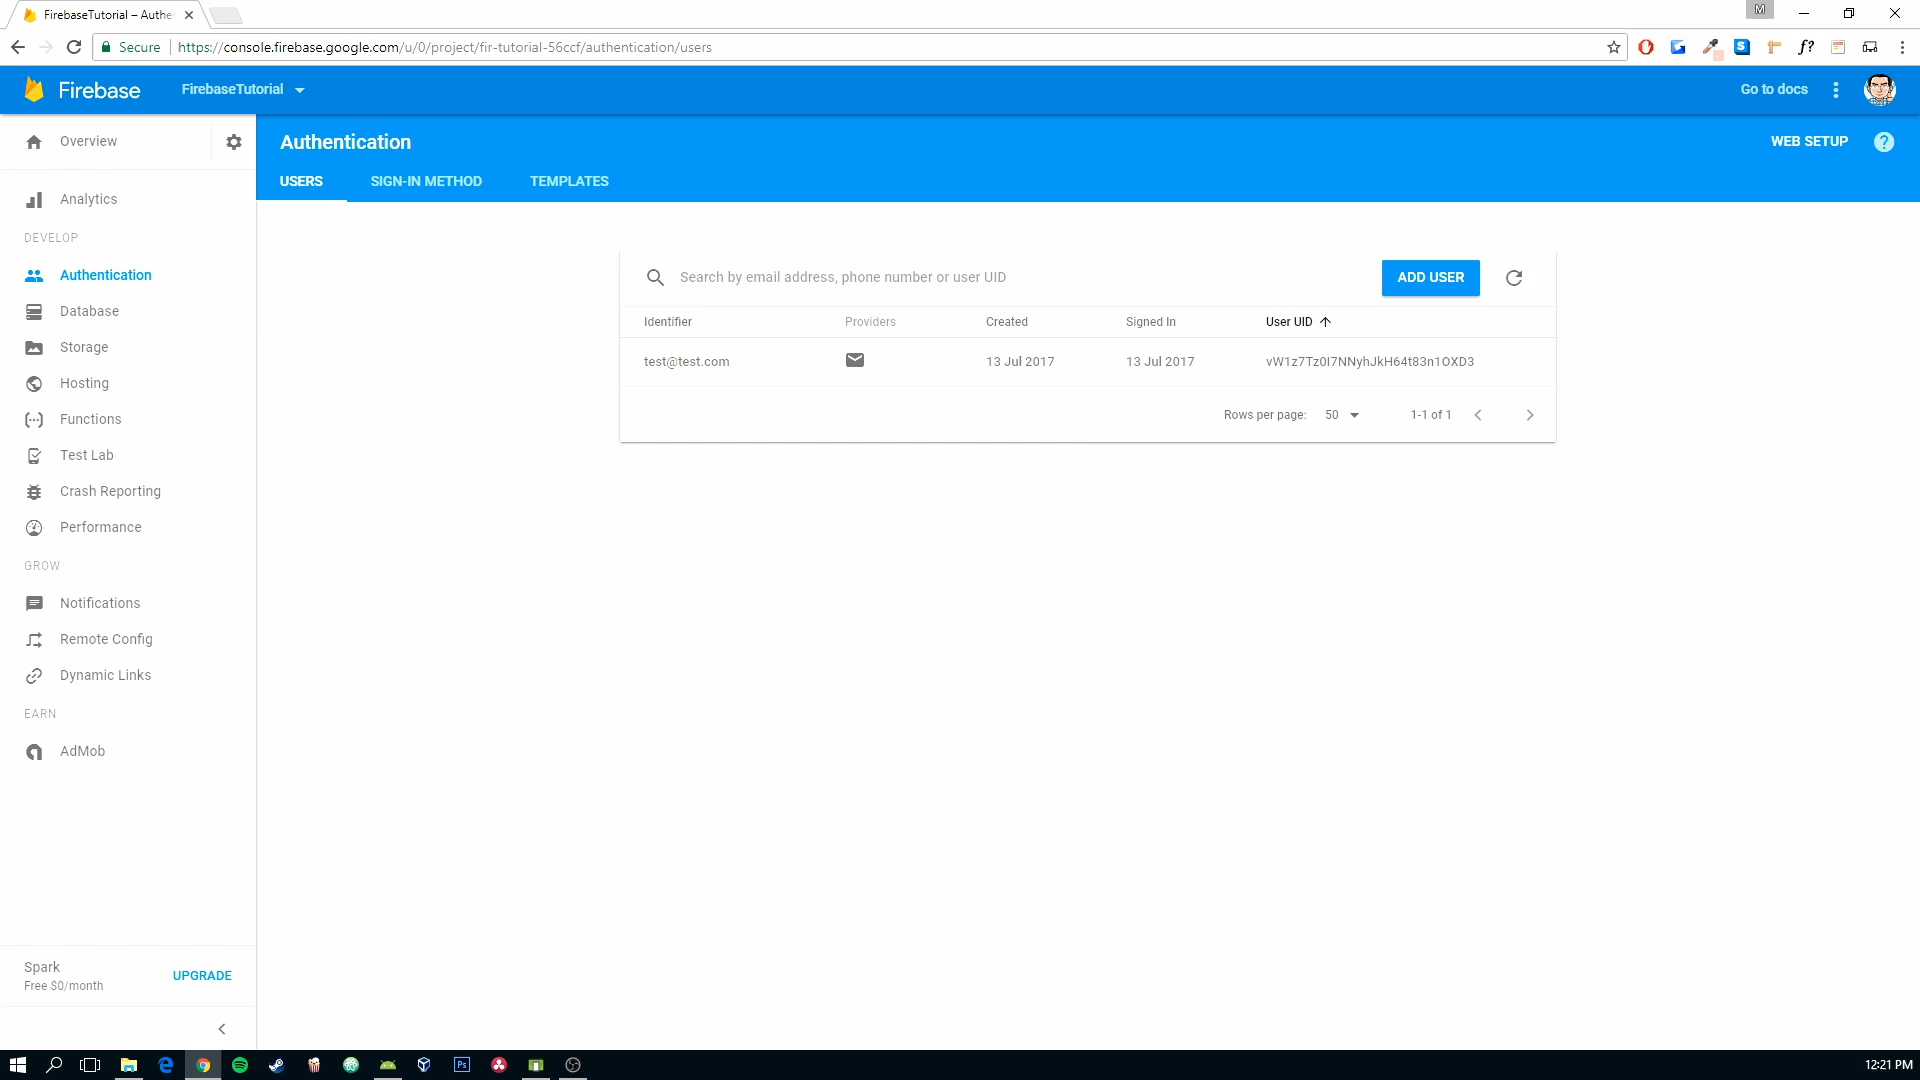 FirebaseTutorial – Authe
M
Secure
https://console.firebase.google.com/u/0/project/fir-tutorial-56ccf/authentication/users
S
f?
Firebase
FirebaseTutorial
Go to docs
Overview
Authentication
WEB SETUP
?
USERS
SIGN-IN METHOD
TEMPLATES
Analytics
DEVELOP
Authentication
Database
Storage
Hosting
Functions
Test Lab
Crash Reporting
Performance
GROW
Notifications
Remote Config
Dynamic Links
EARN
AdMob
Search by email address, phone number or user UID
ADD USER
Identifier
Providers
Created
Signed In
User UID
test@test.com
13 Jul 2017
13 Jul 2017
vW1z7Tz0I7NNyhJkH64t83n1OXD3
Rows per page:
50
1-1 of 1
Spark
Free $0/month
UPGRADE
Ps
12:21 PM